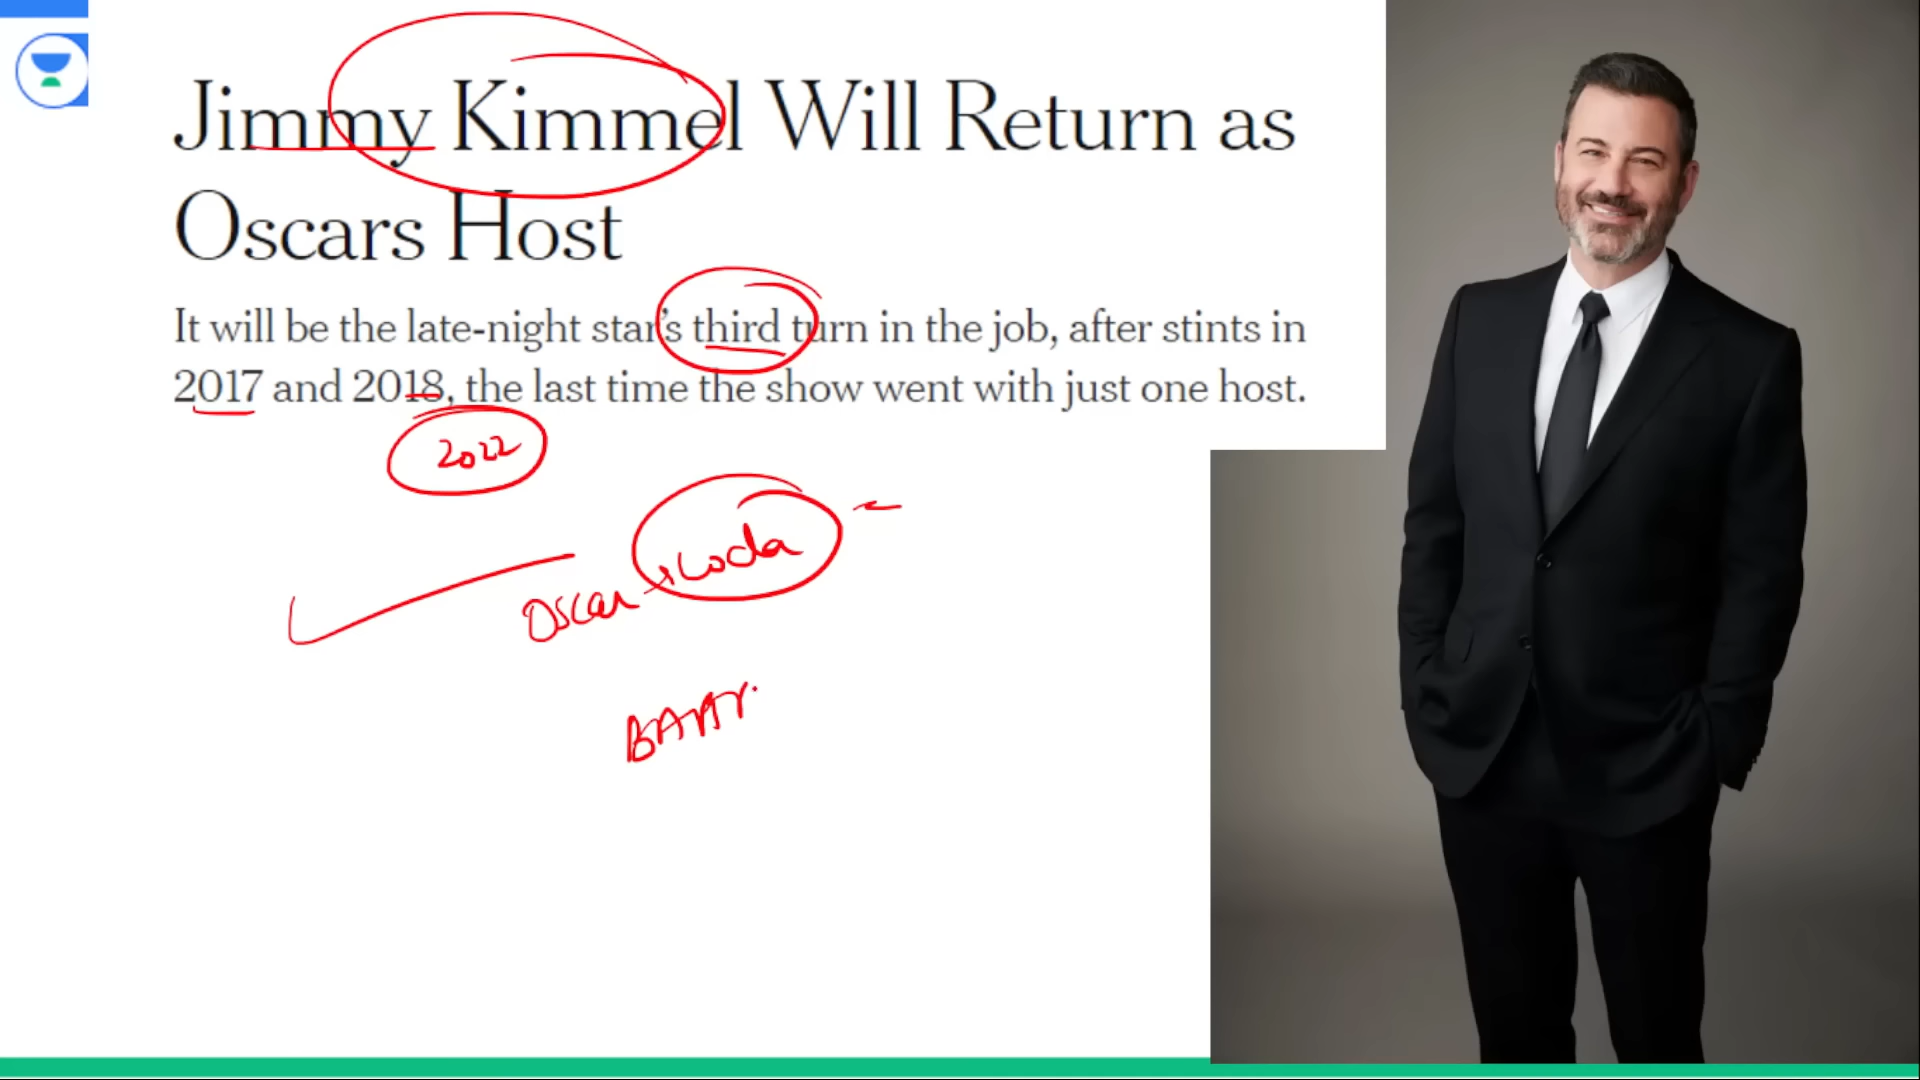 Jimmy Kimmel Will Return as
Oscars Host
It will be the late-night star's third turn in the job, after stints in
2017 and 2018, the last time the show went with just one host.
2022
Coda
Oscar